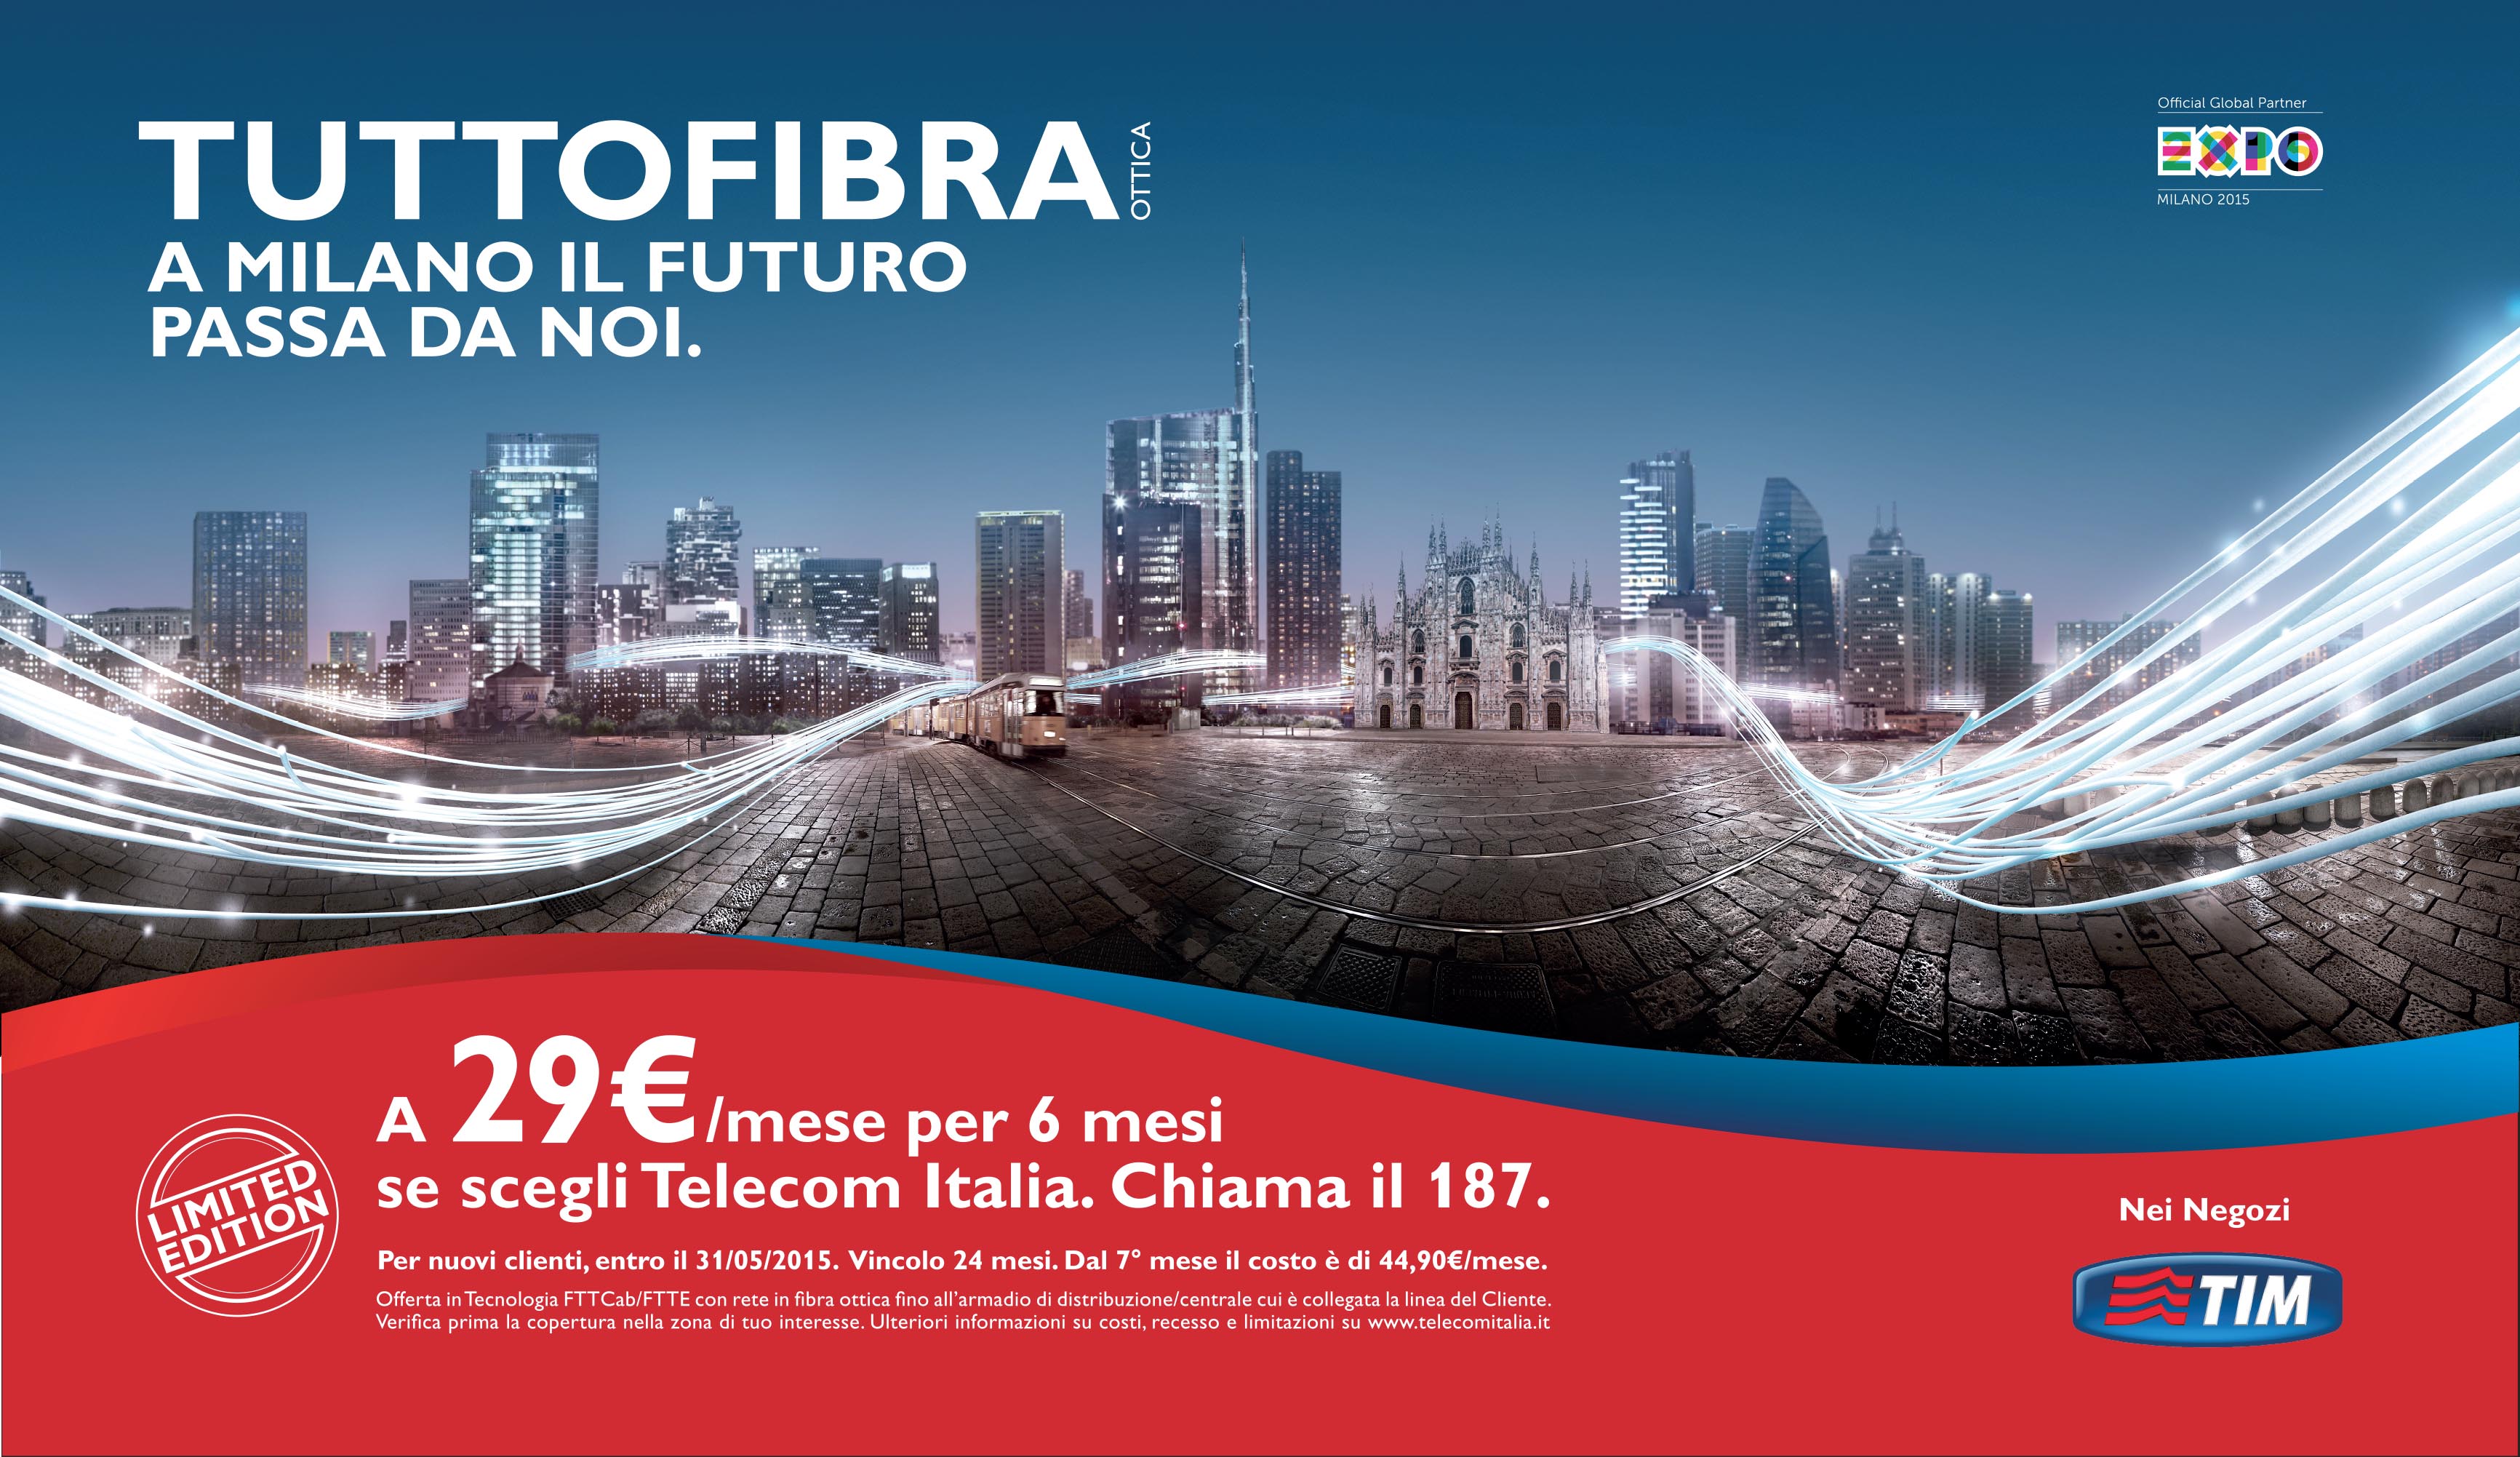 TUTTOFIBRA OTTICA
A MILANO IL FUTURO
PASSA DA NOI.
Official Global Partner
EXPO
MILANO 2015
A 29€/mese per 6 mesi
se scegli Telecom Italia. Chiama il 187.
LIMITED
EDITION
Per nuovi clienti, entro il 31/05/2015. Vincolo 24 mesi. Dal 7° mese il costo è di 44,90€/mese.
Offerta in Tecnologia FTTCab/FTTE con rete in fibra ottica fino all'armadio di distribuzione/centrale cui è collegata la linea del Cliente.
Verifica prima la copertura nella zona di tuo interesse. Ulteriori informazioni su costi, recesso e limitazioni su www.telecomitalia.it
Nei Negozi
TIM